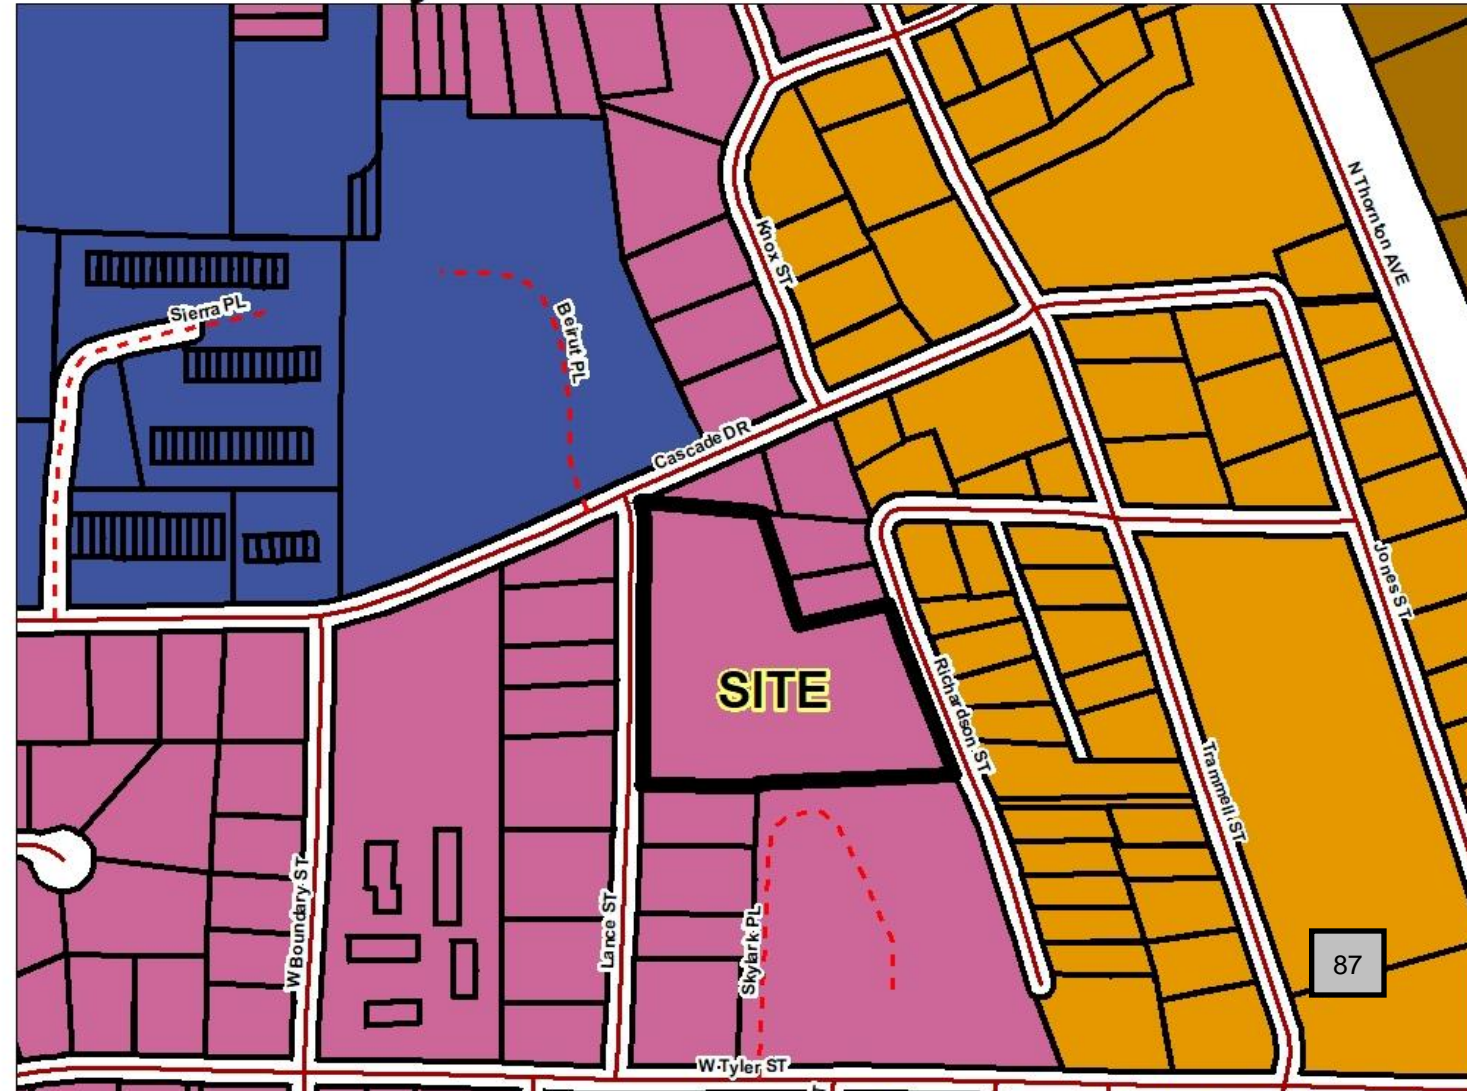 N Thornton AVE
Knox ST
Sierra PL
Beirut PL
Cascade DR
Jones ST
SITE
Richardson ST
Trammell ST
W Boundary ST
Lance ST
Skylark PL
87
W Tyler ST